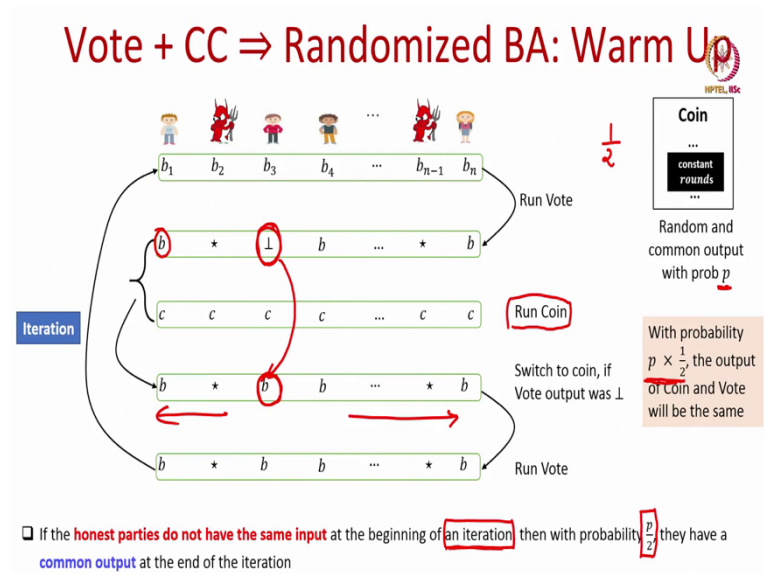 Vote + CC ⇒ Randomized BA: Warm Up
NPTEL, IISc
...
b₁ b₂ b₃ b₄ ... bₙ₋₁ bₙ
Run Vote
b * ⊥ b ... * b
c c c c ... c c
Run Coin
Iteration
b * b b ... * b
Switch to coin, if
Vote output was ⊥
b * b b ... * b
Run Vote
1/2
Coin
...
constant
rounds
...
Random and
common output
with prob p
With probability
p × 1/2, the output
of Coin and Vote
will be the same
❑ If the honest parties do not have the same input at the beginning of an iteration then with probability p/2, they have a
common output at the end of the iteration